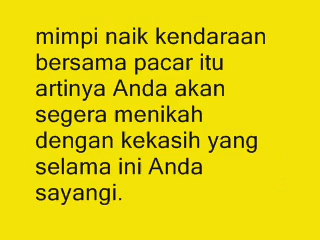 mimpi naik kendaraan
bersama pacar itu
artinya Anda akan
segera menikah
dengan kekasih yang
selama ini Anda
sayangi.